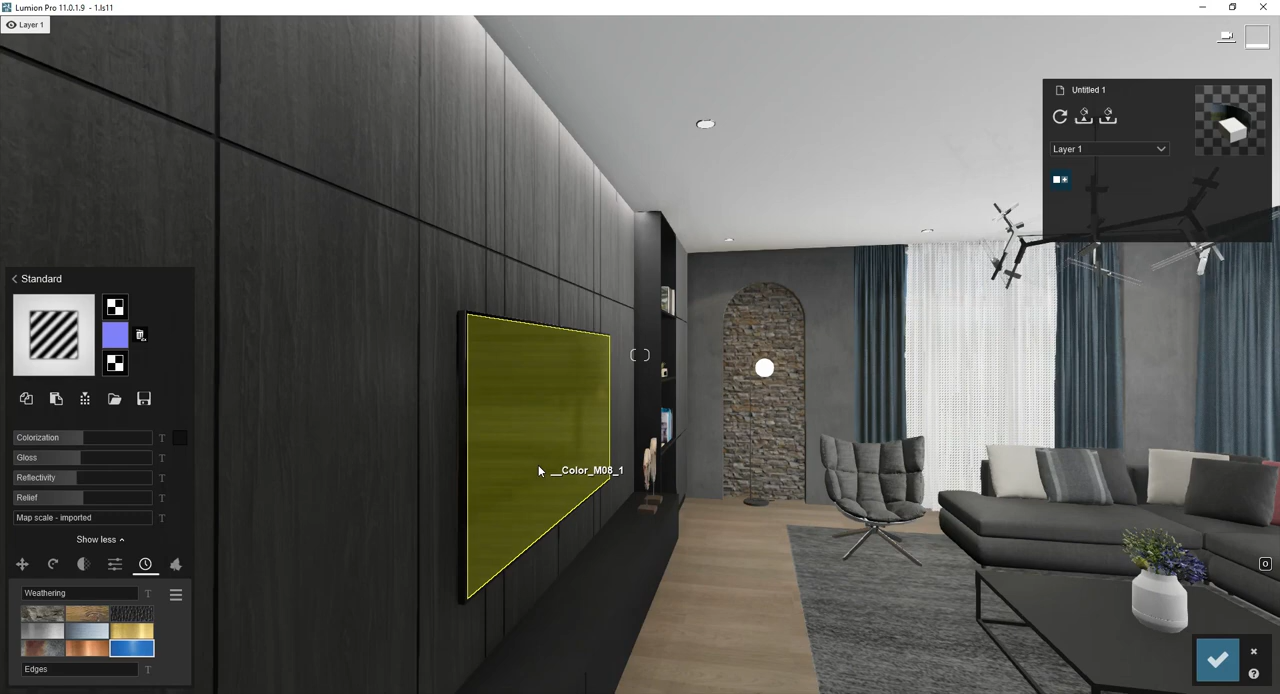 Lumion Pro 11.0.1.9 - 1.ls11
Layer 1
Untitled 1
Layer 1
Standard
Colorization T
Gloss T
Reflectivity T
Relief T
Map scale - imported T
Show less
Weathering T
Edges T
__Color_M08_1
O
?